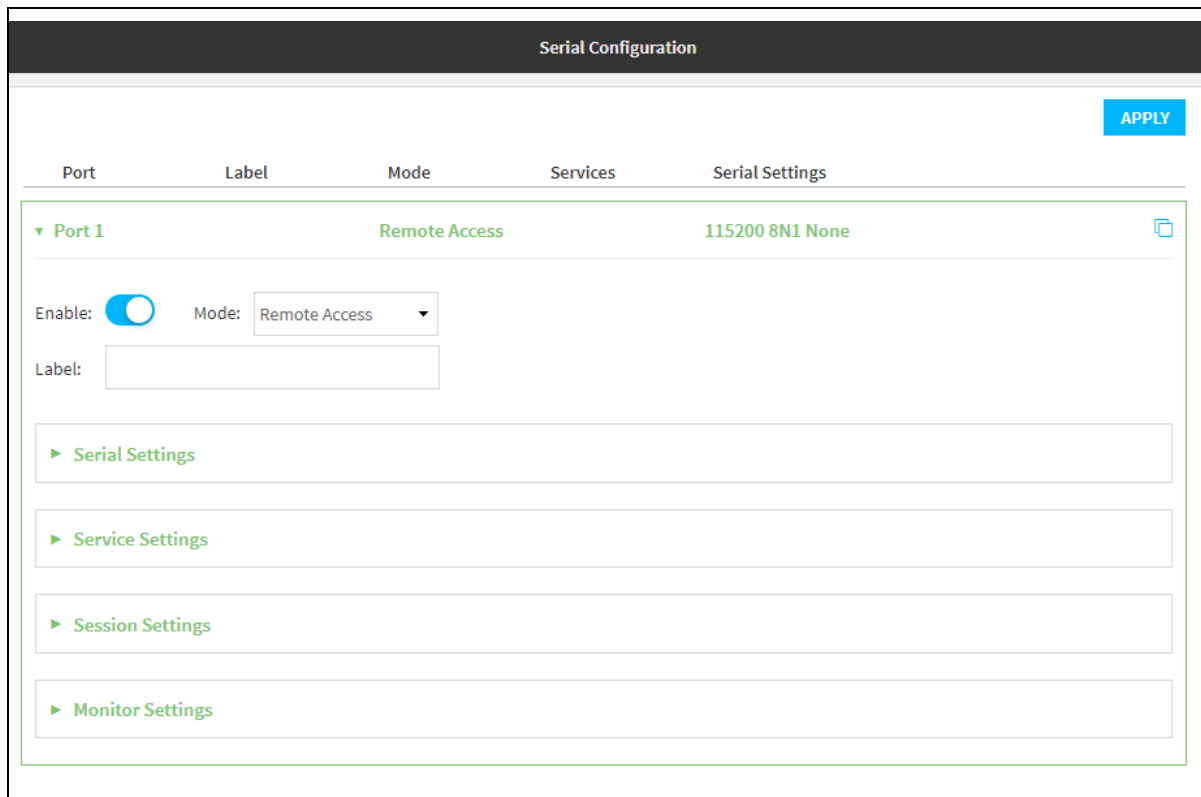 Serial Configuration
APPLY
Port Label Mode Services Serial Settings
Port 1 Remote Access 115200 8N1 None
Enable: Mode: Remote Access
Label:
Serial Settings
Service Settings
Session Settings
Monitor Settings